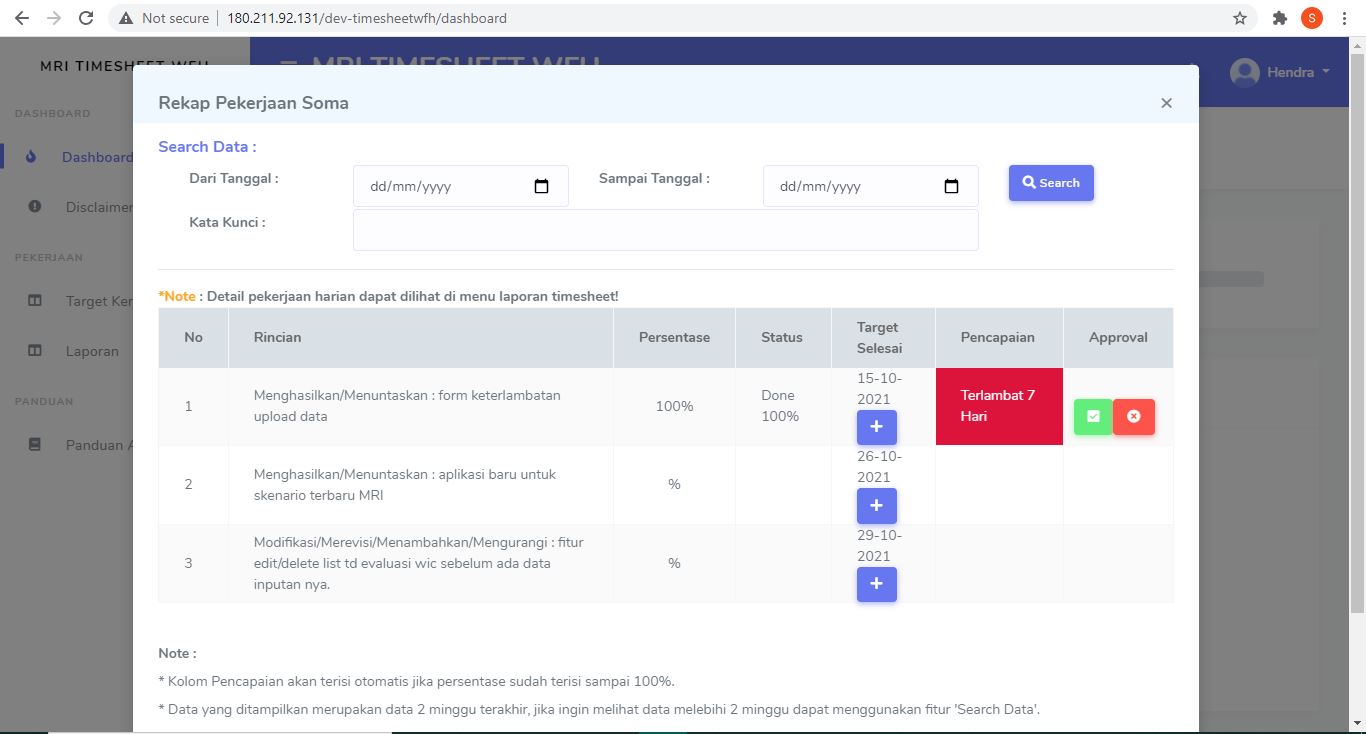 Not secure | 180.211.92.131/dev-timesheetwfh/dashboard
S
MRI TIMESHEET WFH
MRI TIMESHEET WFH
Hendra
DASHBOARD
Dashboard
Disclaimer
PEKERJAAN
Target Ker
Laporan
PANDUAN
Panduan A
Rekap Pekerjaan Soma
×
Search Data :
Dari Tanggal :
dd/mm/yyyy
Sampai Tanggal :
dd/mm/yyyy
Search
Kata Kunci :
*Note : Detail pekerjaan harian dapat dilihat di menu laporan timesheet!
No
Rincian
Persentase
Status
Target
Selesai
Pencapaian
Approval
1
Menghasilkan/Menuntaskan : form keterlambatan
upload data
100%
Done
100%
15-10-
2021
+
Terlambat 7
Hari
2
Menghasilkan/Menuntaskan : aplikasi baru untuk
skenario terbaru MRI
%
26-10-
2021
+
3
Modifikasi/Merevisi/Menambahkan/Mengurangi : fitur
edit/delete list td evaluasi wic sebelum ada data
inputan nya.
%
29-10-
2021
+
Note :
* Kolom Pencapaian akan terisi otomatis jika persentase sudah terisi sampai 100%.
* Data yang ditampilkan merupakan data 2 minggu terakhir, jika ingin melihat data melebihi 2 minggu dapat menggunakan fitur 'Search Data'.